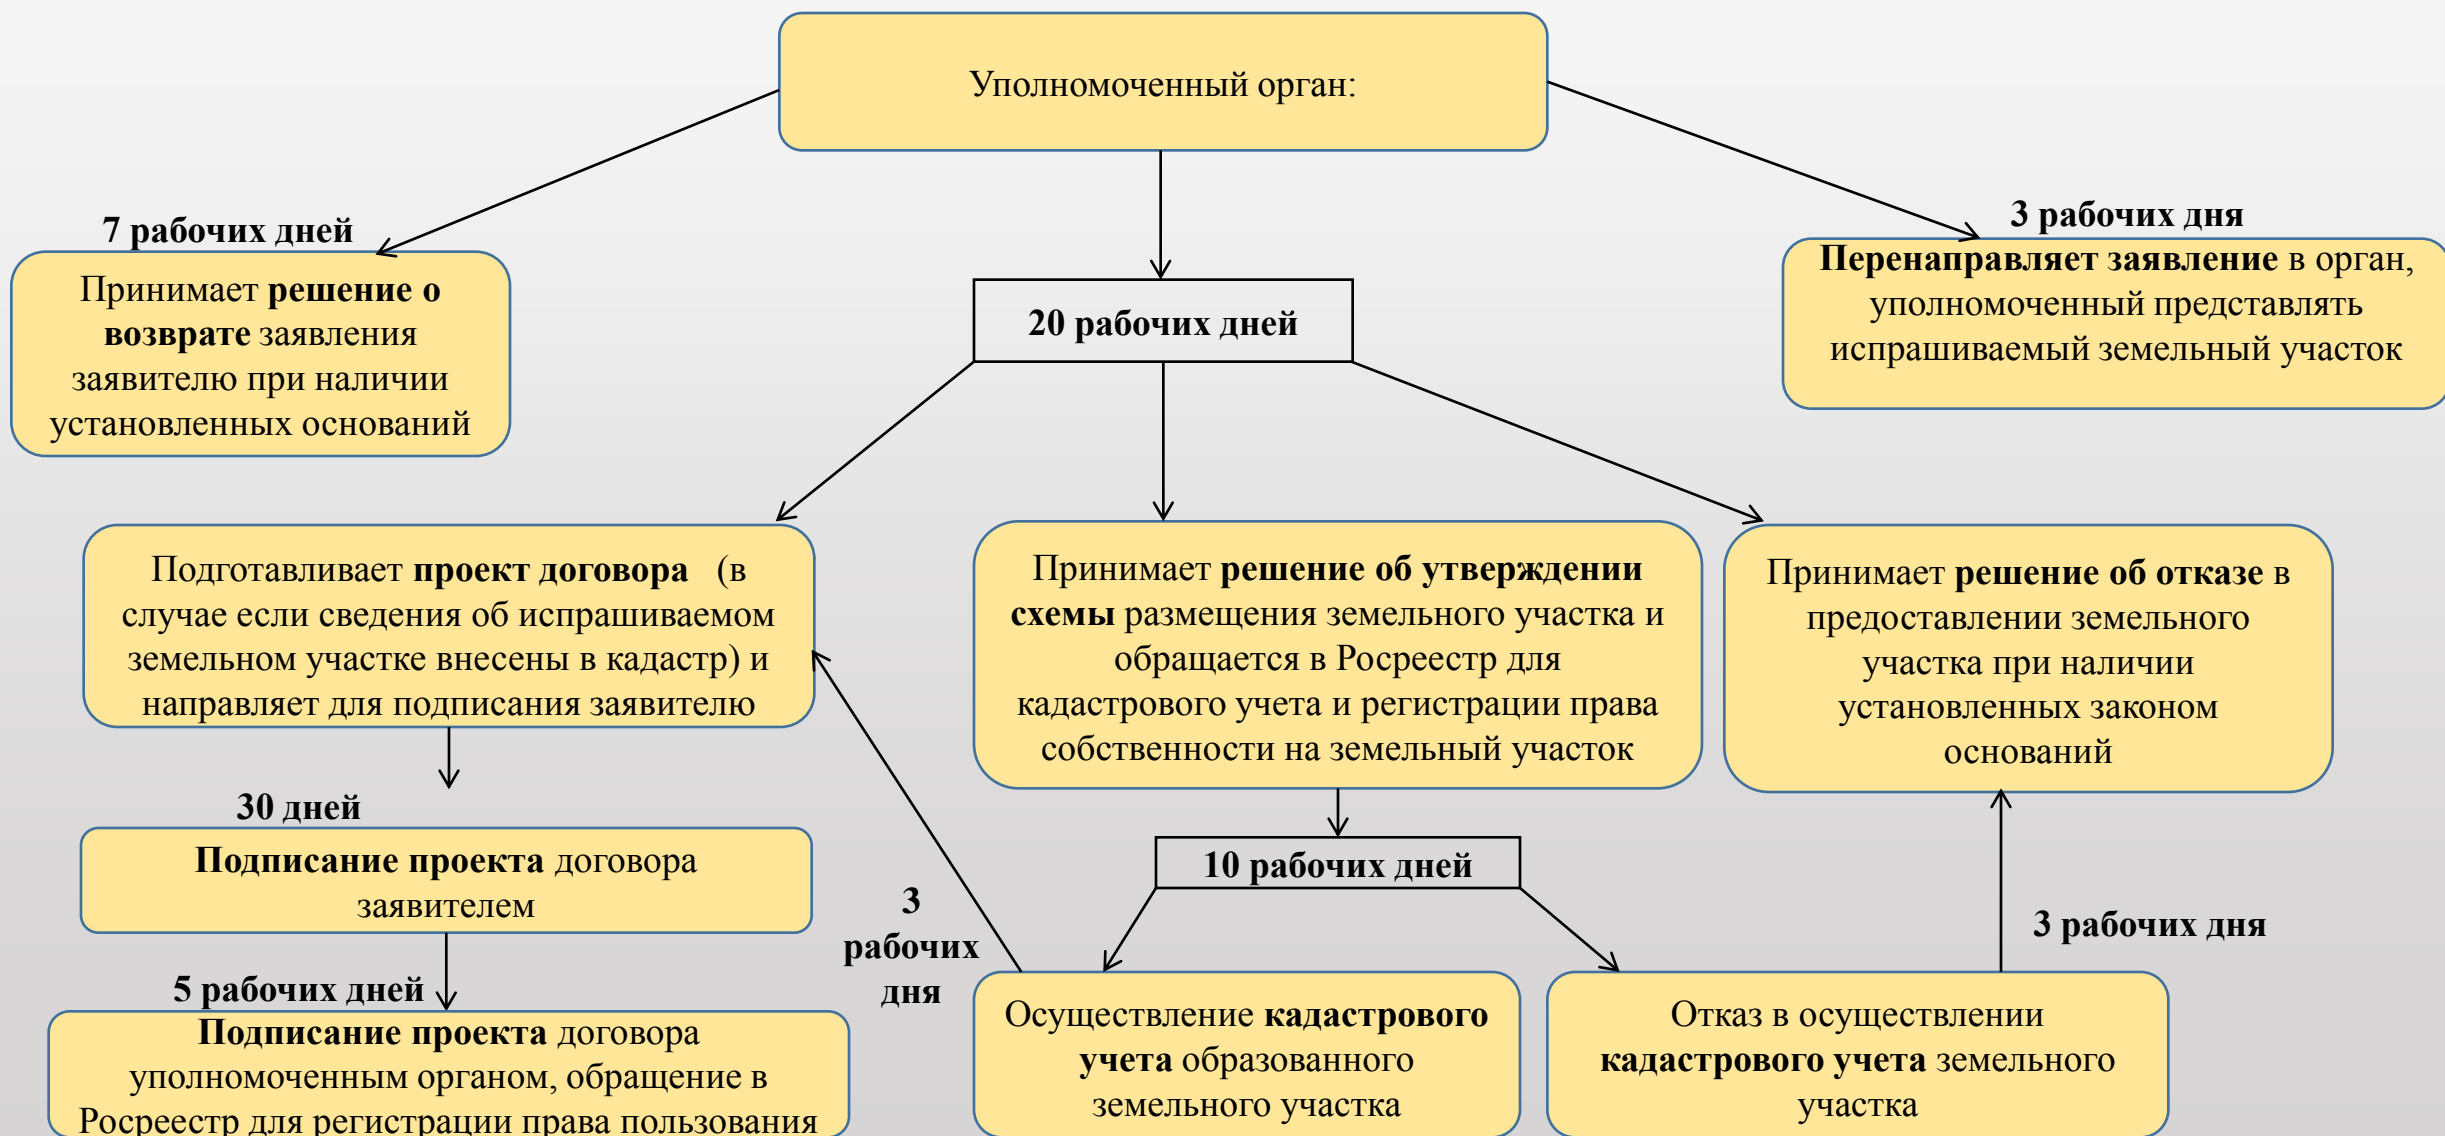 Уполномоченный орган:
7 рабочих дней
Принимает решение о
возврате заявления
заявителю при наличии
установленных оснований
20 рабочих дней
3 рабочих дня
Перенаправляет заявление в орган,
уполномоченный представлять
испрашиваемый земельный участок
Подготавливает проект договора (в
случае если сведения об испрашиваемом
земельном участке внесены в кадастр) и
направляет для подписания заявителю
Принимает решение об утверждении
схемы размещения земельного участка и
обращается в Росреестр для
кадастрового учета и регистрации права
собственности на земельный участок
Принимает решение об отказе в
предоставлении земельного
участка при наличии
установленных законом
оснований
30 дней
Подписание проекта договора
заявителем
5 рабочих дней
Подписание проекта договора
уполномоченным органом, обращение в
Росреестр для регистрации права пользования
3
рабочих
дня
10 рабочих дней
Осуществление кадастрового
учета образованного
земельного участка
3 рабочих дня
Отказ в осуществлении
кадастрового учета земельного
участка